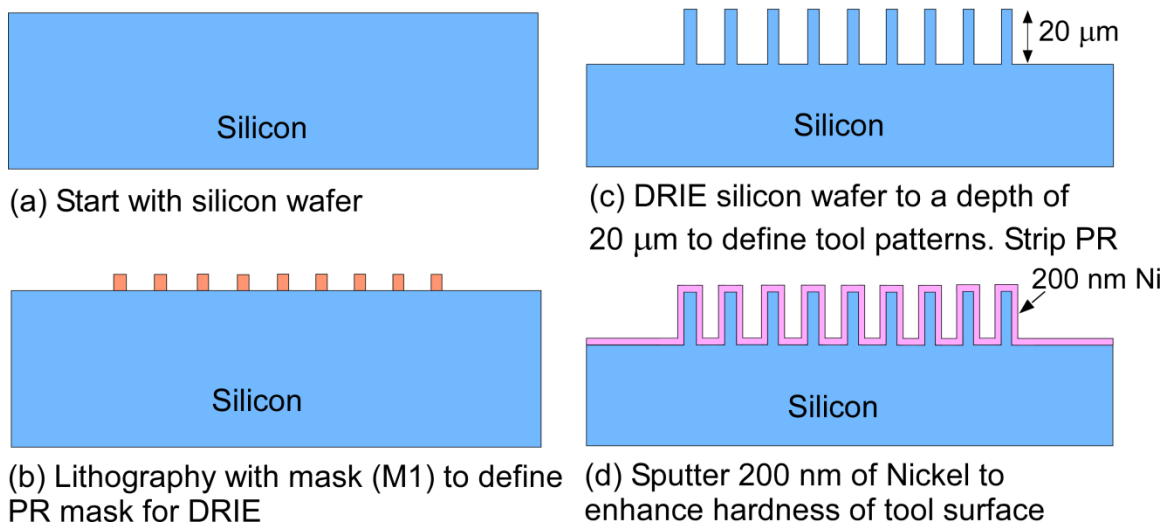 Silicon
(a) Start with silicon wafer
Silicon
(b) Lithography with mask (M1) to define
PR mask for DRIE
20 μm
Silicon
(c) DRIE silicon wafer to a depth of
20 μm to define tool patterns. Strip PR
200 nm Ni
Silicon
(d) Sputter 200 nm of Nickel to
enhance hardness of tool surface